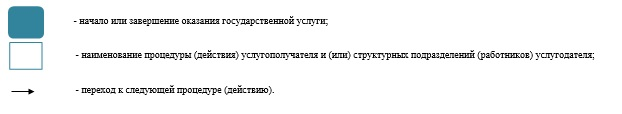 - начало или завершение оказания государственной услуги;
- наименование процедуры (действия) услугополучателя и (или) структурных подразделений (работников) услугодателя;
- переход к следующей процедуре (действию).